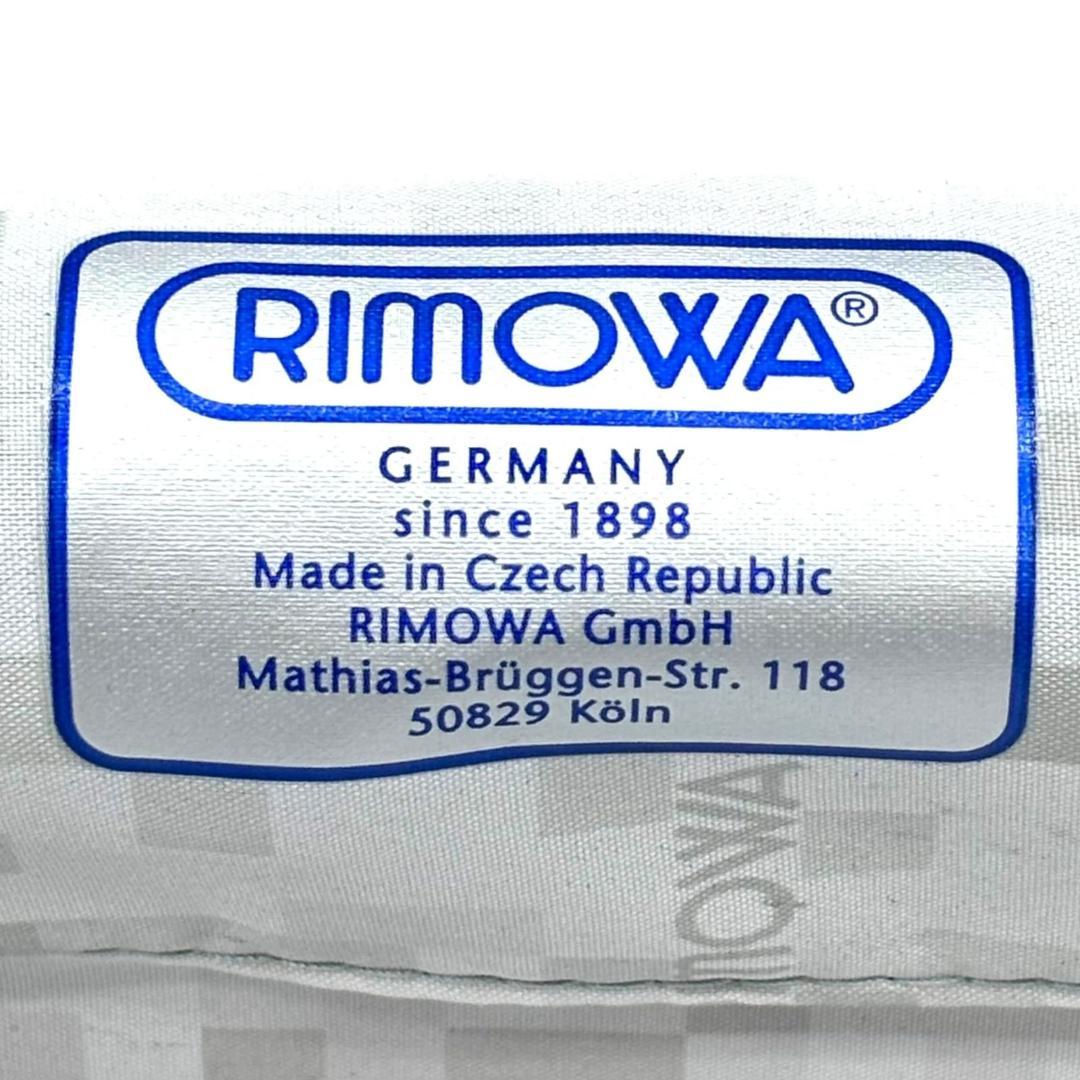 RIMOWA®
GERMANY
since 1898
Made in Czech Republic
RIMOWA GmbH
Mathias-Brüggen-Str. 118
50829 Köln